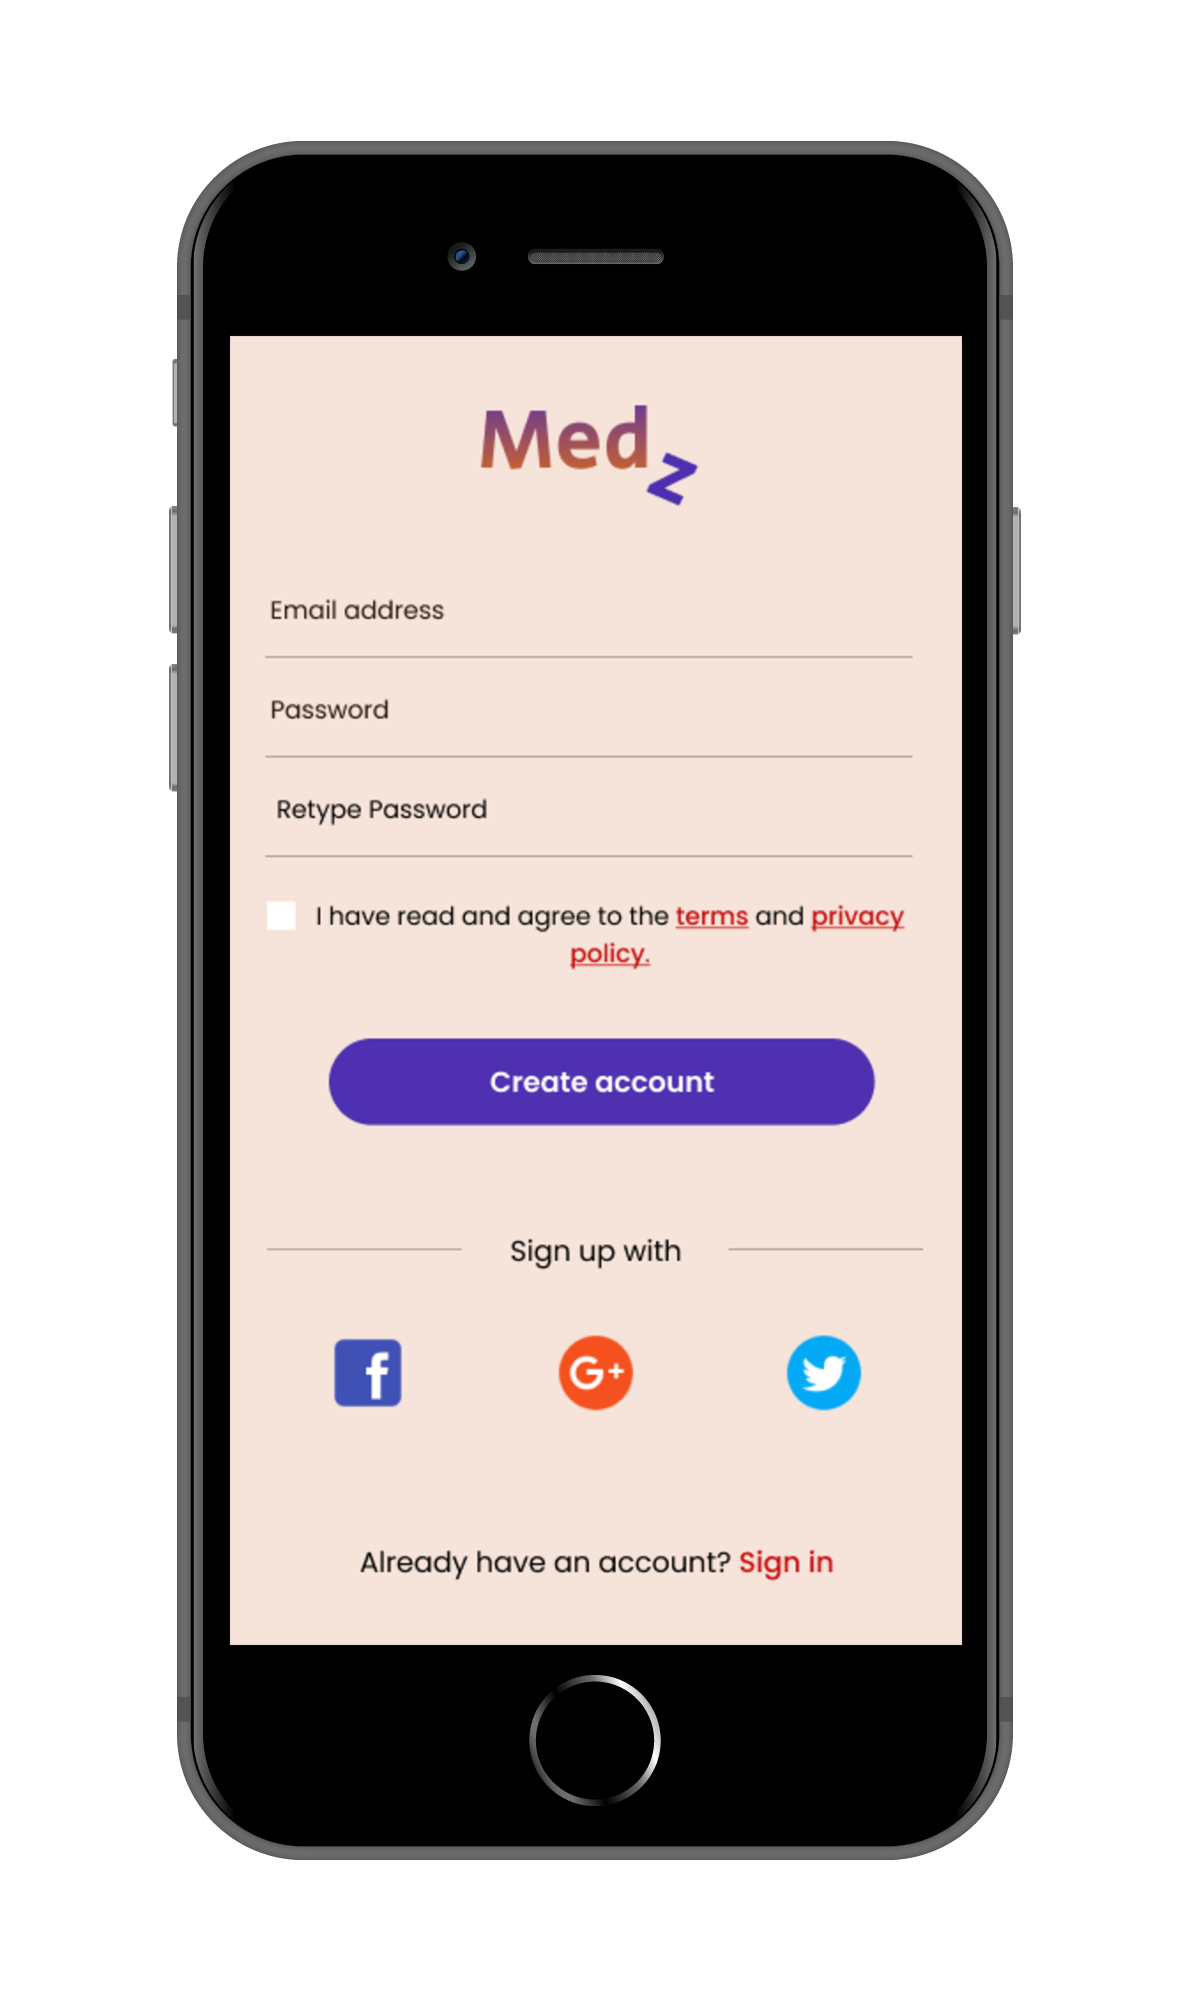 Med z
Email address
Password
Retype Password
I have read and agree to the terms and privacy
policy.
Create account
Sign up with
f G+
Already have an account? Sign in